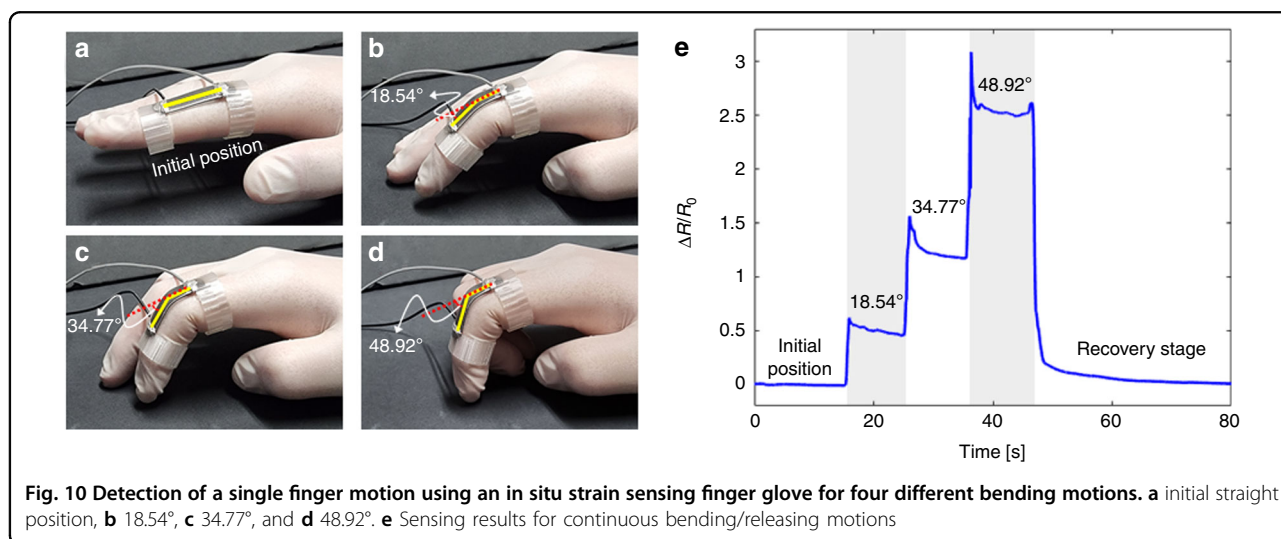 a
Initial position
b
18.54°
c
34.77°
d
48.92°
e
ΔR/R₀
3
2.5
2
1.5
1
0.5
0
Initial
position
18.54°
34.77°
48.92°
Recovery stage
0 20 40 60 80
Time [s]
Fig. 10 Detection of a single finger motion using an in situ strain sensing finger glove for four different bending motions. a initial straight
position, b 18.54°, c 34.77°, and d 48.92°. e Sensing results for continuous bending/releasing motions